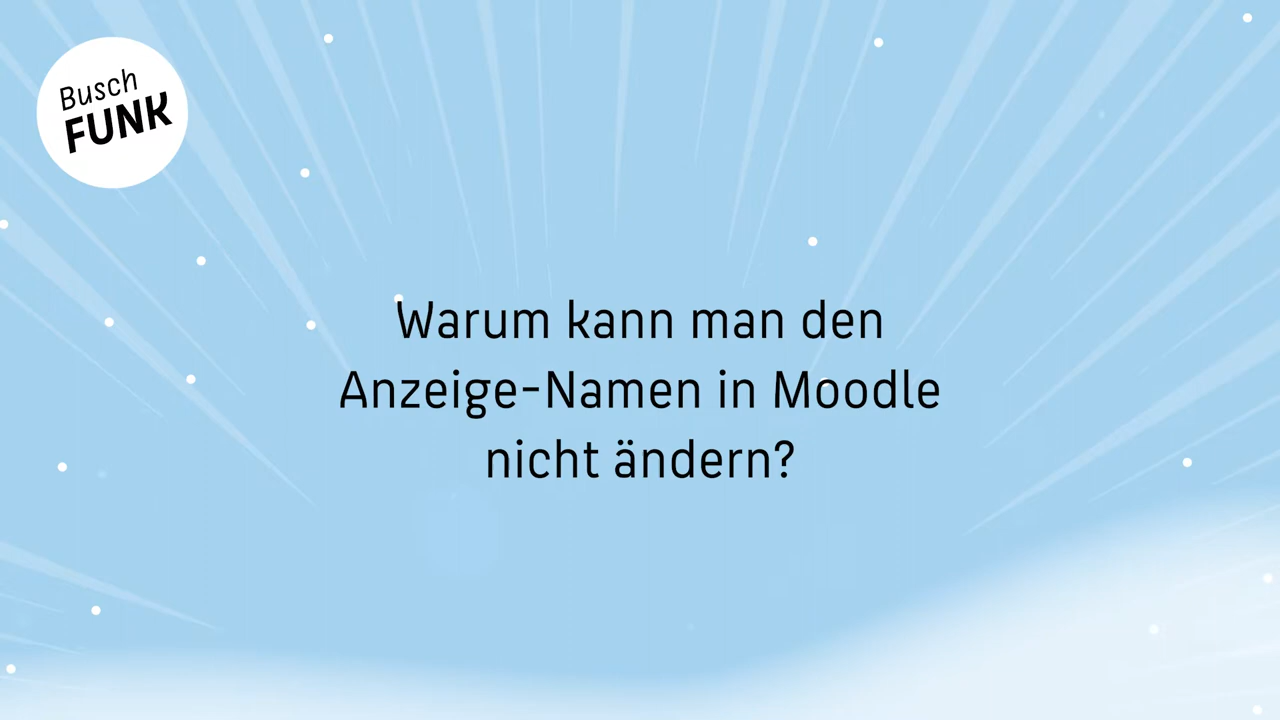 Busch
FUNK
Warum kann man den
Anzeige-Namen in Moodle
nicht ändern?